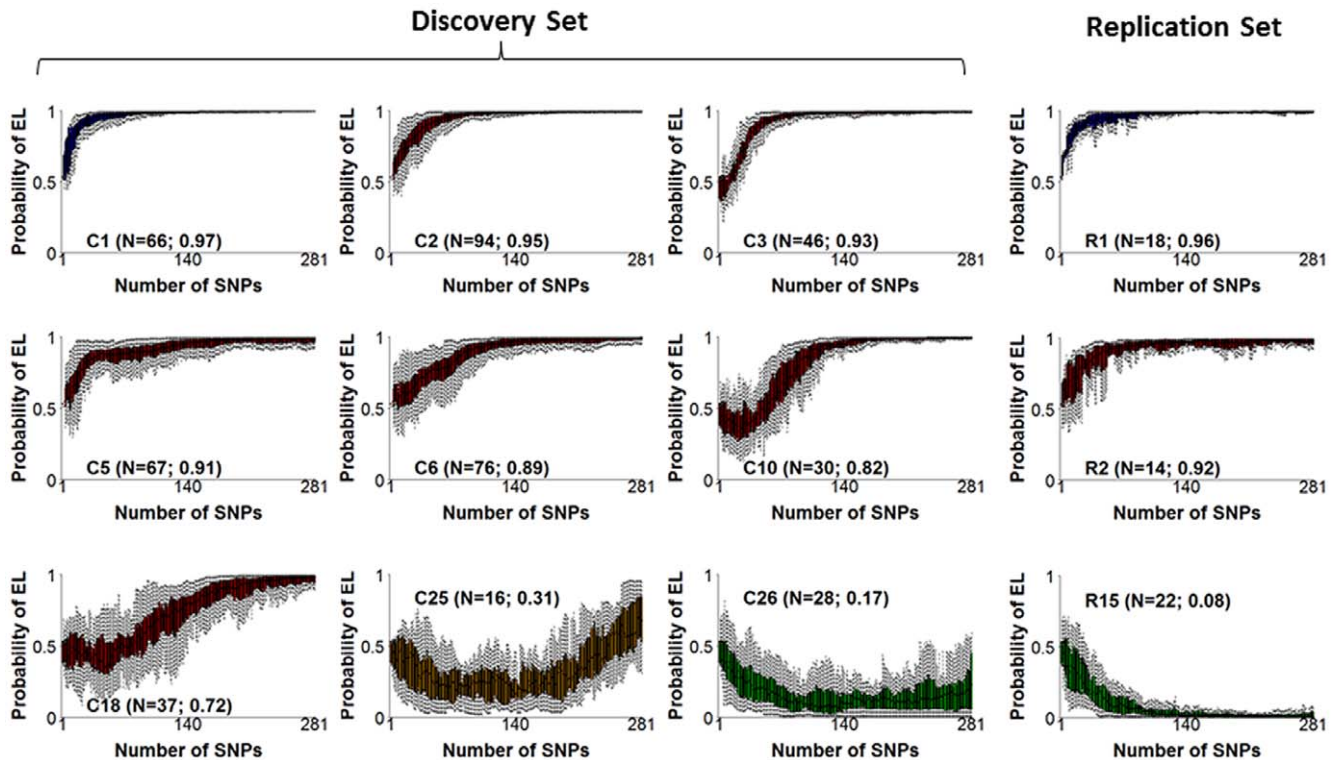 Discovery Set
Replication Set
Probability of EL
1
0.5
0
C1 (N=66; 0.97)
1
140
281
Number of SNPs
Probability of EL
1
0.5
0
C2 (N=94; 0.95)
1
140
281
Number of SNPs
Probability of EL
1
0.5
0
C3 (N=46; 0.93)
1
140
281
Number of SNPs
Probability of EL
1
0.5
0
R1 (N=18; 0.96)
1
140
281
Number of SNPs
Probability of EL
1
0.5
0
C5 (N=67; 0.91)
1
140
281
Number of SNPs
Probability of EL
1
0.5
0
C6 (N=76; 0.89)
1
140
281
Number of SNPs
Probability of EL
1
0.5
0
C10 (N=30; 0.82)
1
140
281
Number of SNPs
Probability of EL
1
0.5
0
R2 (N=14; 0.92)
1
140
281
Number of SNPs
Probability of EL
1
0.5
0
C18 (N=37; 0.72)
1
140
281
Number of SNPs
Probability of EL
1
0.5
0
C25 (N=16; 0.31)
1
140
281
Number of SNPs
Probability of EL
1
0.5
0
C26 (N=28; 0.17)
1
140
281
Number of SNPs
Probability of EL
1
0.5
0
R15 (N=22; 0.08)
1
140
281
Number of SNPs